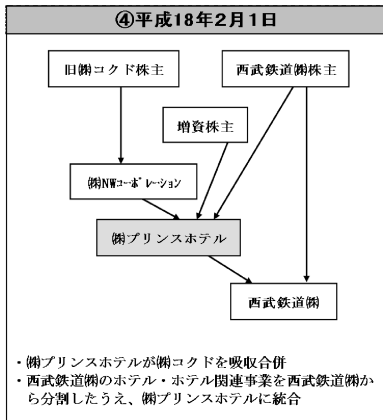 ④平成18年2月1日
旧㈱コクド株主
西武鉄道㈱株主
増資株主
㈱NWコーポレーション
㈱プリンスホテル
西武鉄道㈱
・㈱プリンスホテルが㈱コクドを吸収合併
・西武鉄道㈱のホテル・ホテル関連事業を西武鉄道㈱か
ら分割したうえ、㈱プリンスホテルに統合